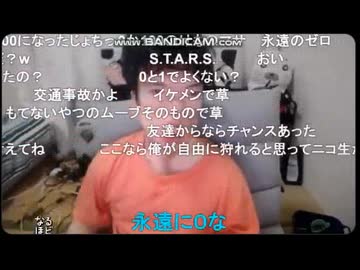 00になったじょちっ
www.BANDICAM.com
永遠のゼロ
?w
S.T.A.R.S.
おい
たの?
0と1でよくない?
交通事故かよ
イケメンで草
もてないやつのムーブそのもので草
友達からならチャンスあった
えてね
ここなら俺が自由に狩れると思ってニコ生か
なる
ほど
永遠に0な